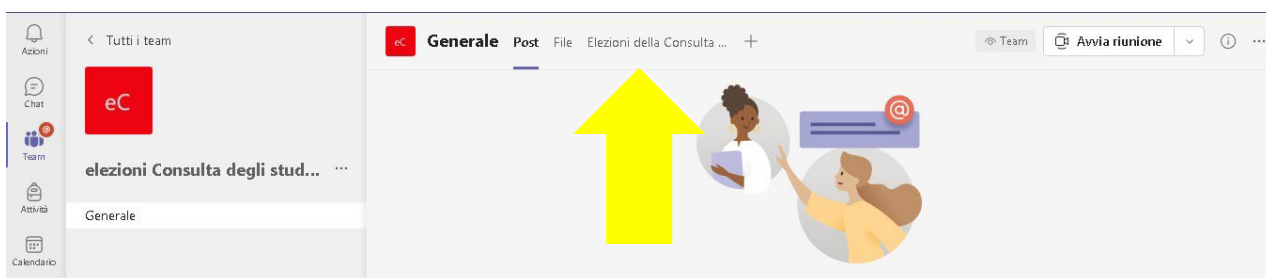 Azioni
Chat
@
Team
Attività
Calendario
Tutti i team
eC
elezioni Consulta degli stud... ...
Generale
eC Generale Post File Elezioni della Consulta ... +
Team Avvia riunione ...
@